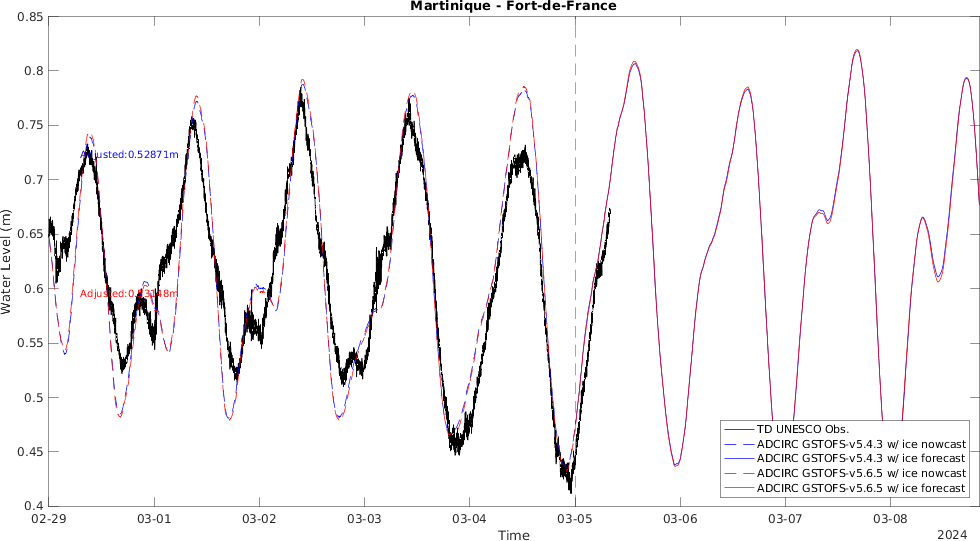 Martinique - Fort-de-France
0.85
0.8
0.75
0.7
0.65
0.6
0.55
0.5
0.45
0.4
Water Level (m)
Adjusted:0.52871m
TD UNESCO Obs.
ADCIRC GSTOFS-v5.4.3 w/ ice nowcast
ADCIRC GSTOFS-v5.4.3 w/ ice forecast
ADCIRC GSTOFS-v5.6.5 w/ ice nowcast
ADCIRC GSTOFS-v5.6.5 w/ ice forecast
02-29
03-01
03-02
03-03
03-04
03-05
03-06
03-07
03-08
Time
2024